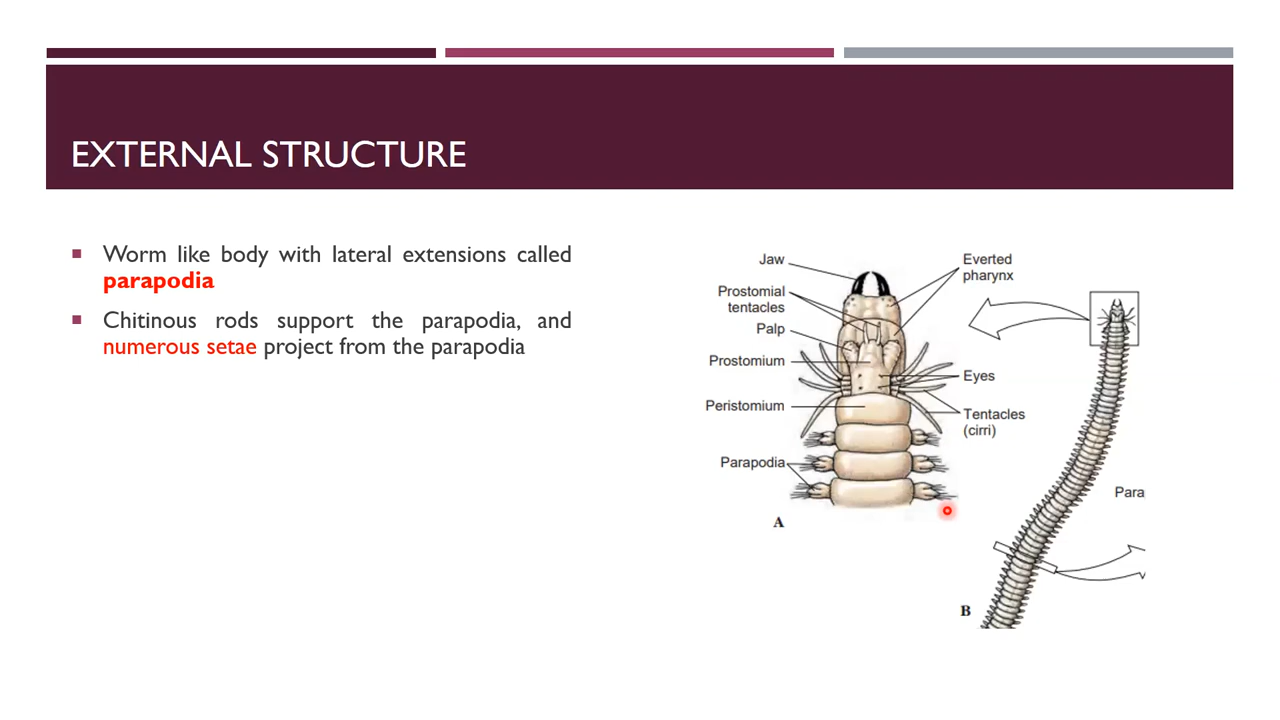 EXTERNAL STRUCTURE
Worm like body with lateral extensions called
parapodia
Chitinous rods support the parapodia, and
numerous setae project from the parapodia
Jaw
Prostomial
tentacles
Palp
Prostomium
Peristomium
Parapodia
A
Everted
pharynx
Eyes
Tentacles
(cirri)
Para
B